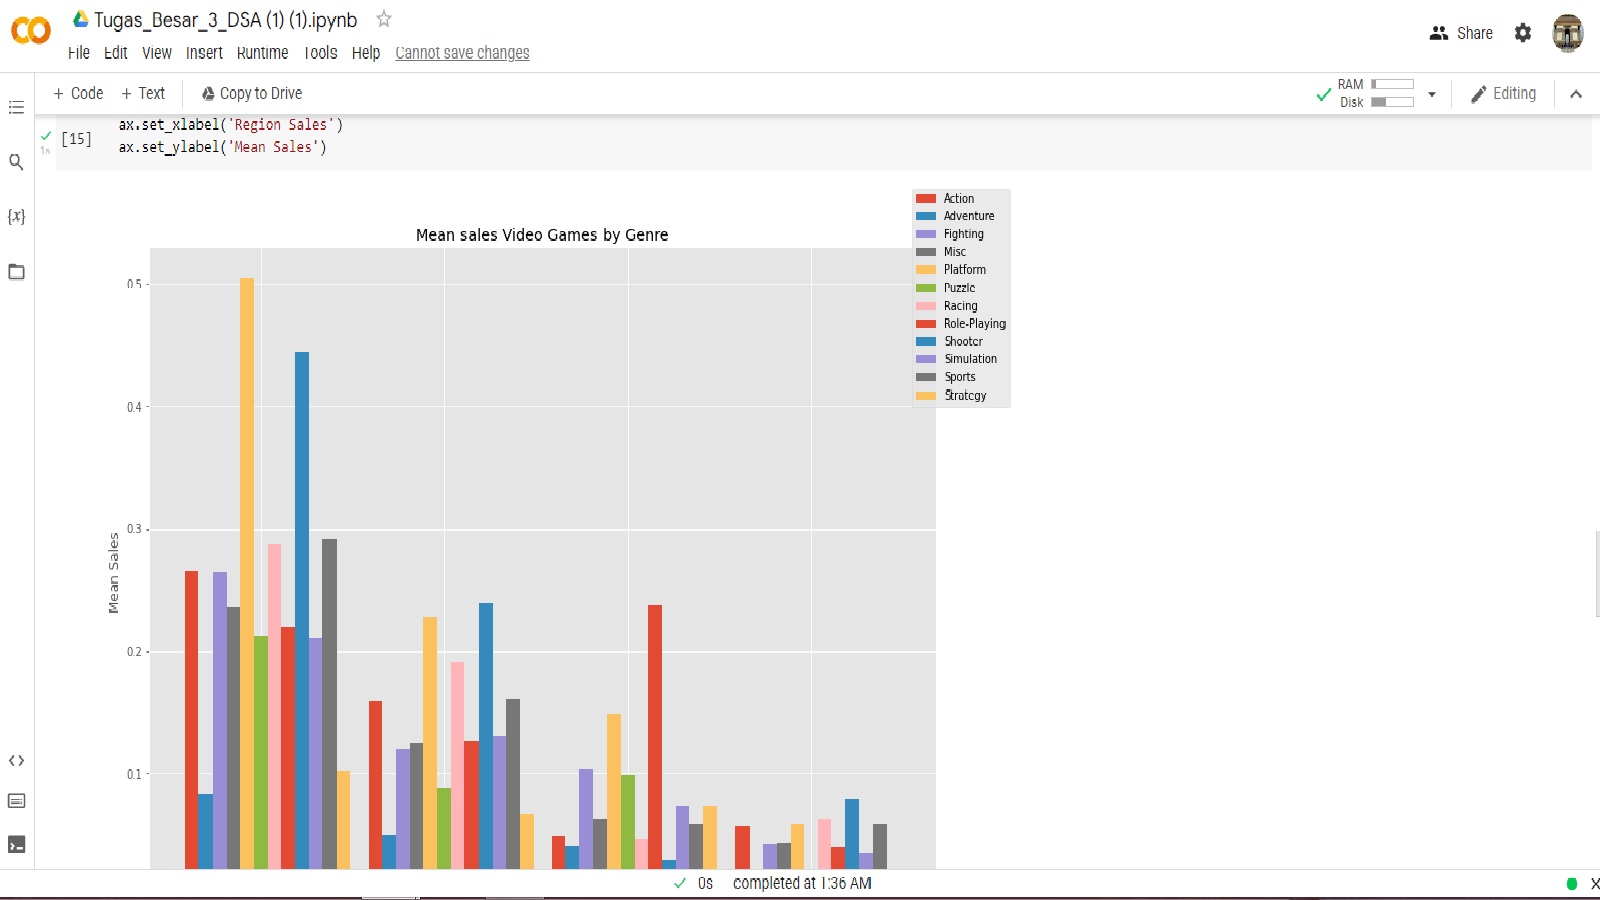 Tugas_Besar_3_DSA (1) (1).ipynb
File Edit View Insert Runtime Tools Help Cannot save changes
Share
+ Code + Text Copy to Drive
RAM
Disk
Editing
ax.set_xlabel('Region Sales')
[15]
1s
ax.set_ylabel('Mean Sales')
Mean sales Video Games by Genre
Action
Adventure
Fighting
Misc
Platform
Puzzle
Racing
Role-Playing
Shooter
Simulation
Sports
Strategy
0.5
0.4
0.3
0.2
0.1
Mean Sales
0s completed at 1:36 AM
X